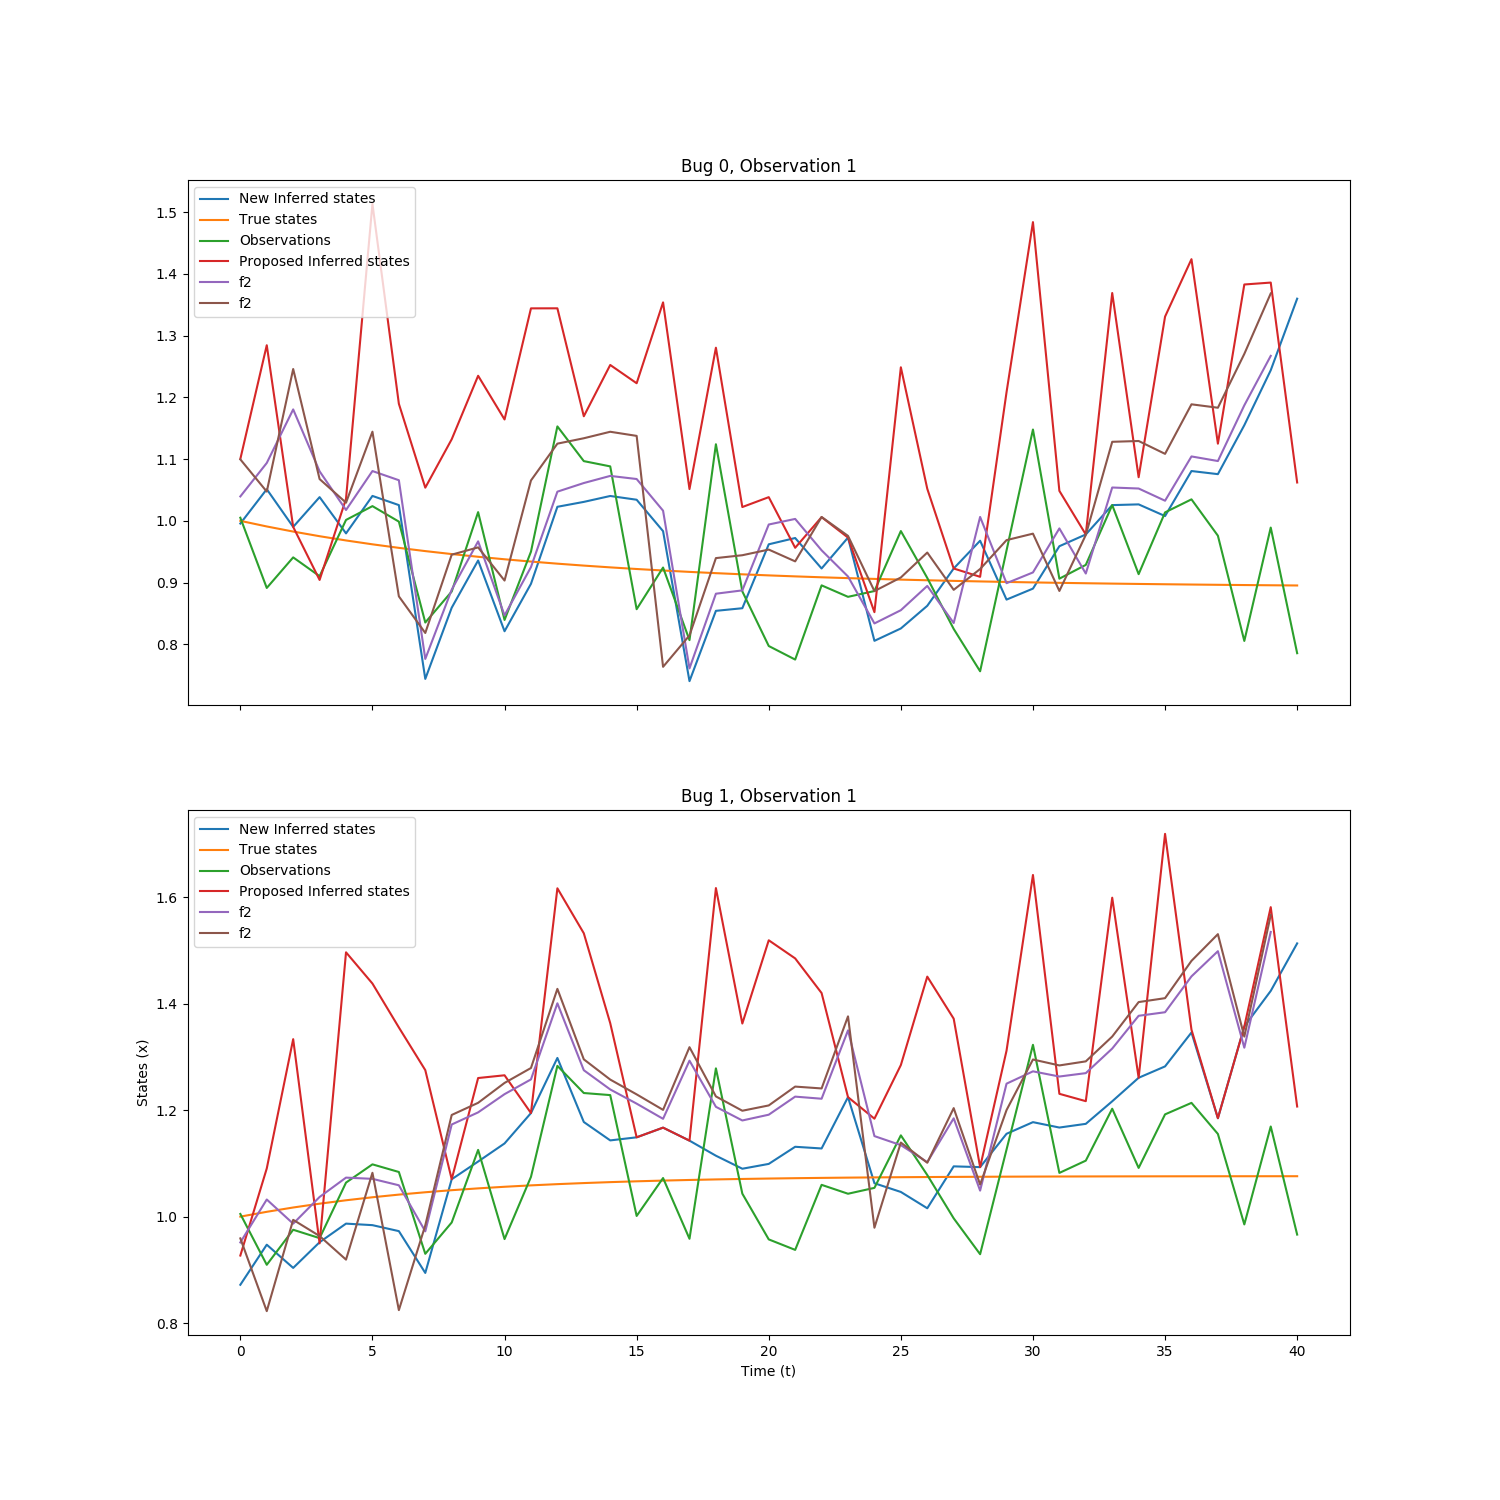 Bug 0, Observation 1
New Inferred states
True states
Observations
Proposed Inferred states
f2
f2
1.5
1.4
1.3
1.2
1.1
1.0
0.9
0.8
Bug 1, Observation 1
New Inferred states
True states
Observations
Proposed Inferred states
f2
f2
States (x)
1.6
1.4
1.2
1.0
0.8
0 5 10 15 20 25 30 35 40
Time (t)